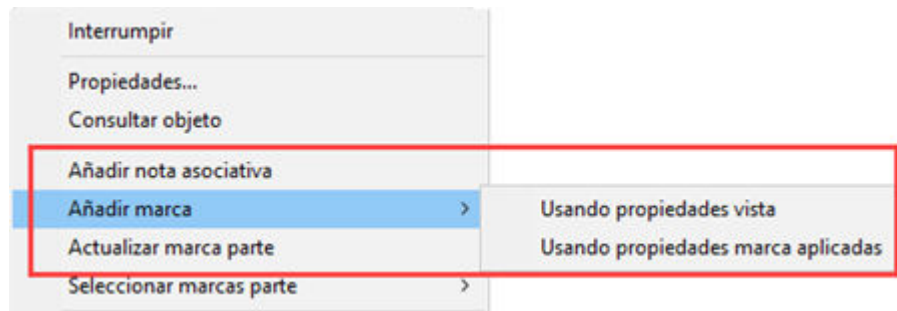 Interrumpir
Propiedades...
Consultar objeto
Añadir nota asociativa
Añadir marca >
Usando propiedades vista
Actualizar marca parte
Usando propiedades marca aplicadas
Seleccionar marcas parte >